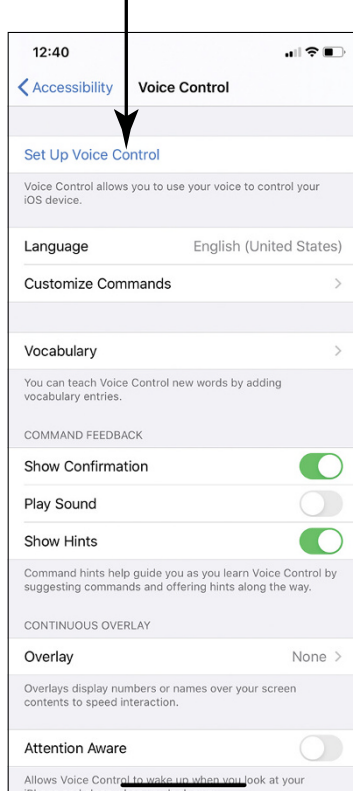 12:40
Accessibility Voice Control
Set Up Voice Control
Voice Control allows you to use your voice to control your
iOS device.
Language English (United States)
Customize Commands
Vocabulary
You can teach Voice Control new words by adding
vocabulary entries.
COMMAND FEEDBACK
Show Confirmation
Play Sound
Show Hints
Command hints help guide you as you learn Voice Control by
suggesting commands and offering hints along the way.
CONTINUOUS OVERLAY
Overlay None
Overlays display numbers or names over your screen
contents to speed interaction.
Attention Aware
Allows Voice Control to wake up when you look at your